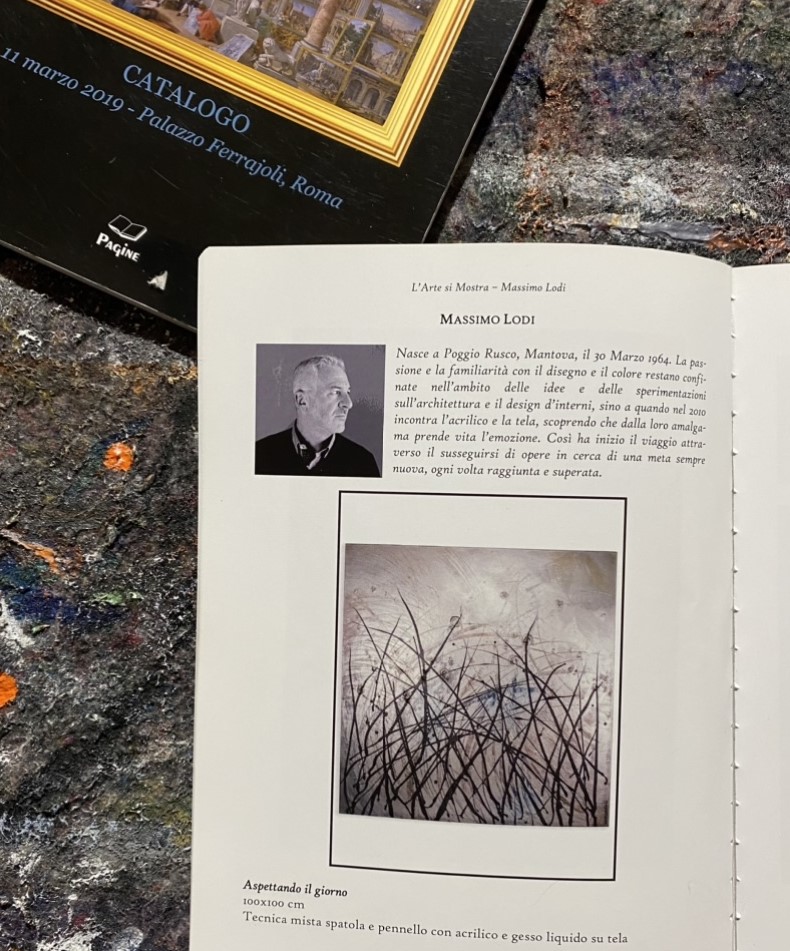 CATALOGO
11 marzo 2019 - Palazzo Ferrajoli, Roma
PAGINE
L'Arte si Mostra ~ Massimo Lodi
MASSIMO LODI
Nasce a Poggio Rusco, Mantova, il 30 Marzo 1964. La pas-
sione e la familiarità con il disegno e il colore restano confi-
nate nell'ambito delle idee e delle sperimentazioni
sull'architettura e il design d'interni, sino a quando nel 2010
incontra l'acrilico e la tela, scoprendo che dalla loro amalga-
ma prende vita l'emozione. Così ha inizio il viaggio attra-
verso il susseguirsi di opere in cerca di una meta sempre
nuova, ogni volta raggiunta e superata.
Aspettando il giorno
100x100 cm
Tecnica mista spatola e pennello con acrilico e gesso liquido su tela